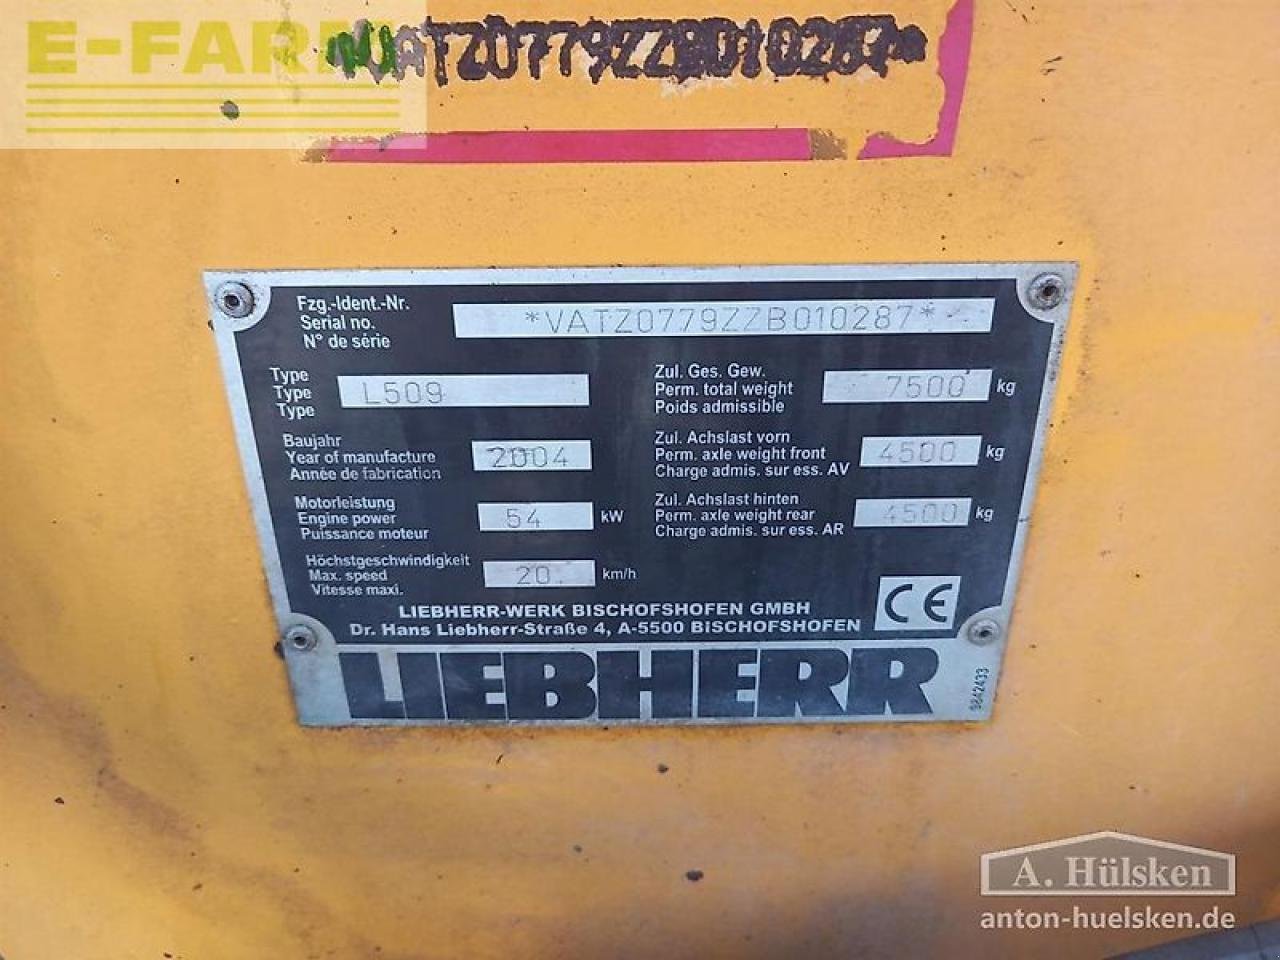 E-FARM
*VATZ0779ZZB010287*
Fzg.-Ident.-Nr.
Serial no.
N° de série
*VATZ0779ZZB010287*
Type
Type
Type
L509
Baujahr
Year of manufacture
Année de fabrication
2004
Motorleistung
Engine power
Puissance moteur
54 kW
Höchstgeschwindigkeit
Max. speed
Vitesse maxi.
20. km/h
Zul. Ges. Gew.
Perm. total weight
Poids admissible
7500 kg
Zul. Achslast vorn
Perm. axle weight front
Charge admis. sur ess. AV
4500 kg
Zul. Achslast hinten
Perm. axle weight rear
Charge admis. sur ess. AR
4500 kg
LIEBHERR-WERK BISCHOFSHOFEN GMBH
Dr. Hans Liebherr-Straße 4, A-5500 BISCHOFSHOFEN
CE
LIEBHERR
9842433
A. Hülsken
anton-huelsken.de